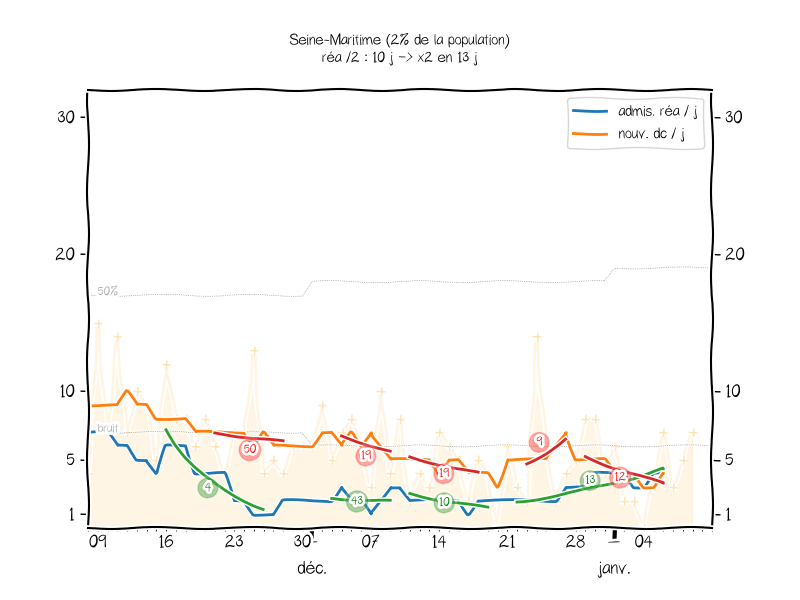 Seine-Maritime (2% de la population)
réa /2 : 10 j -> x2 en 13 j
admis. réa / j
nouv. dc / j
30
30
20
20
50%
10
10
bruit
9
50
19
19
5
5
4
43
10
13
12
1
1
09 16 23 30 07 14 21 28 04
déc. janv.